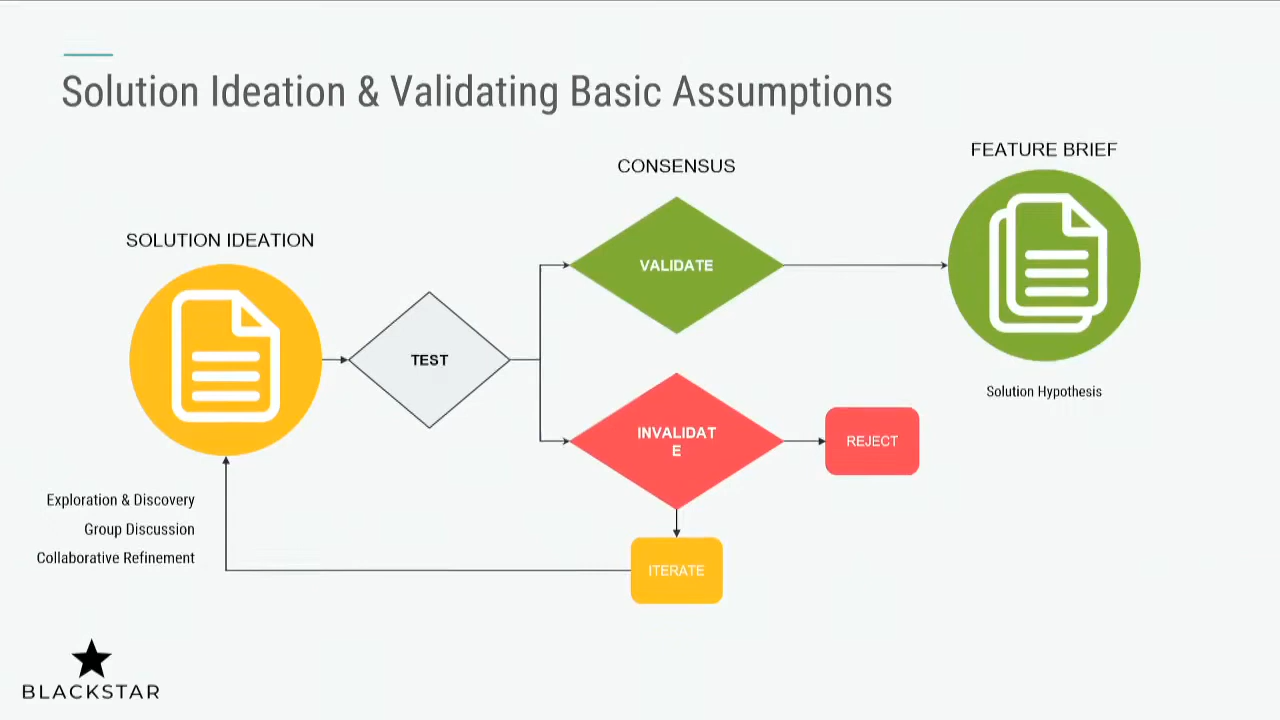 Solution Ideation & Validating Basic Assumptions
FEATURE BRIEF
CONSENSUS
SOLUTION IDEATION
VALIDATE
TEST
Solution Hypothesis
INVALIDAT
E
REJECT
Exploration & Discovery
Group Discussion
Collaborative Refinement
ITERATE
BLACKSTAR